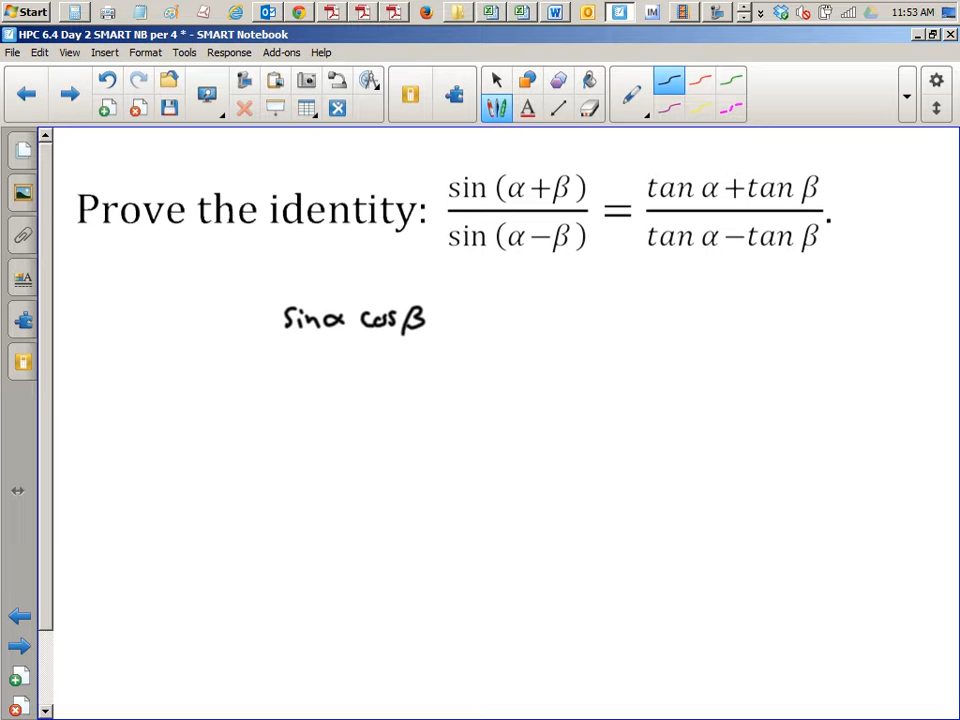 Start
11:53 AM
HPC 6.4 Day 2 SMART NB per 4 * - SMART Notebook
File Edit View Insert Format Tools Response Add-ons Help
Prove the identity: sin (α+β) / sin (α−β) = tan α+tan β / tan α−tan β.
sinα cosβ